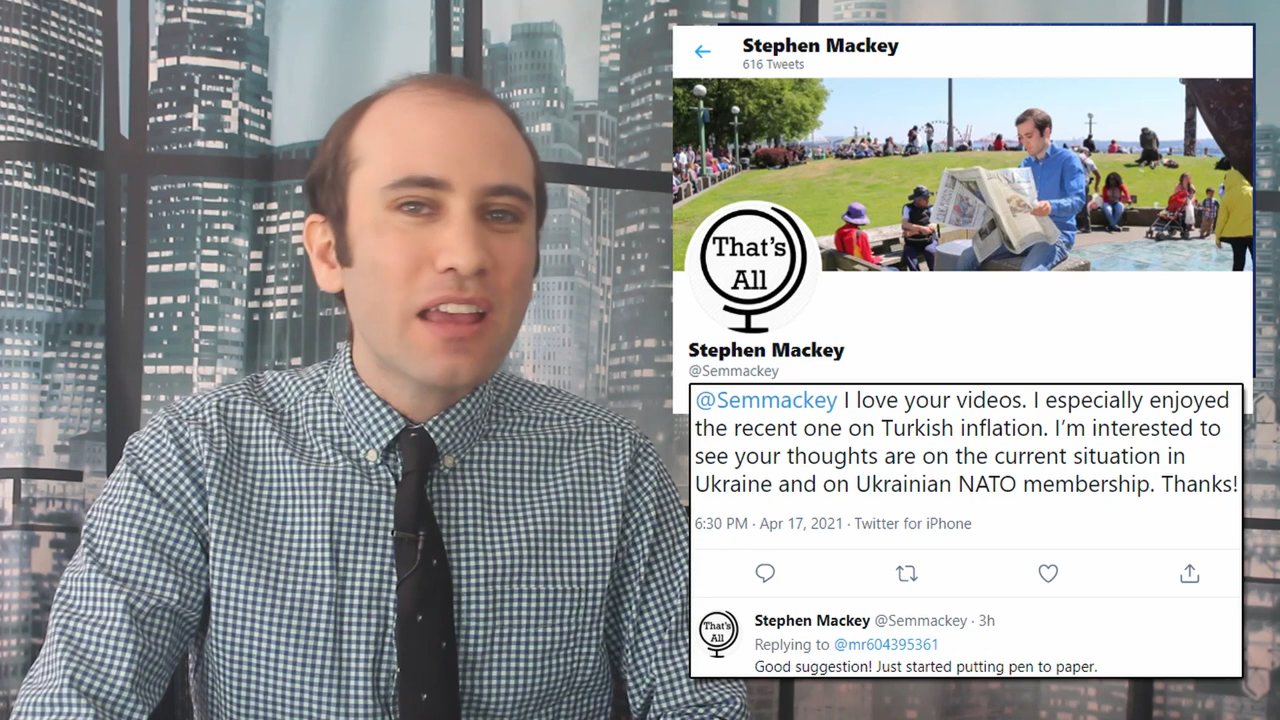 Stephen Mackey
616 Tweets
That's
All
Stephen Mackey
@Semmackey
@Semmackey I love your videos. I especially enjoyed
the recent one on Turkish inflation. I'm interested to
see your thoughts are on the current situation in
Ukraine and on Ukrainian NATO membership. Thanks!
6:30 PM · Apr 17, 2021 · Twitter for iPhone
That's
All
Stephen Mackey @Semmackey · 3h
Replying to @mr604395361
Good suggestion! Just started putting pen to paper.